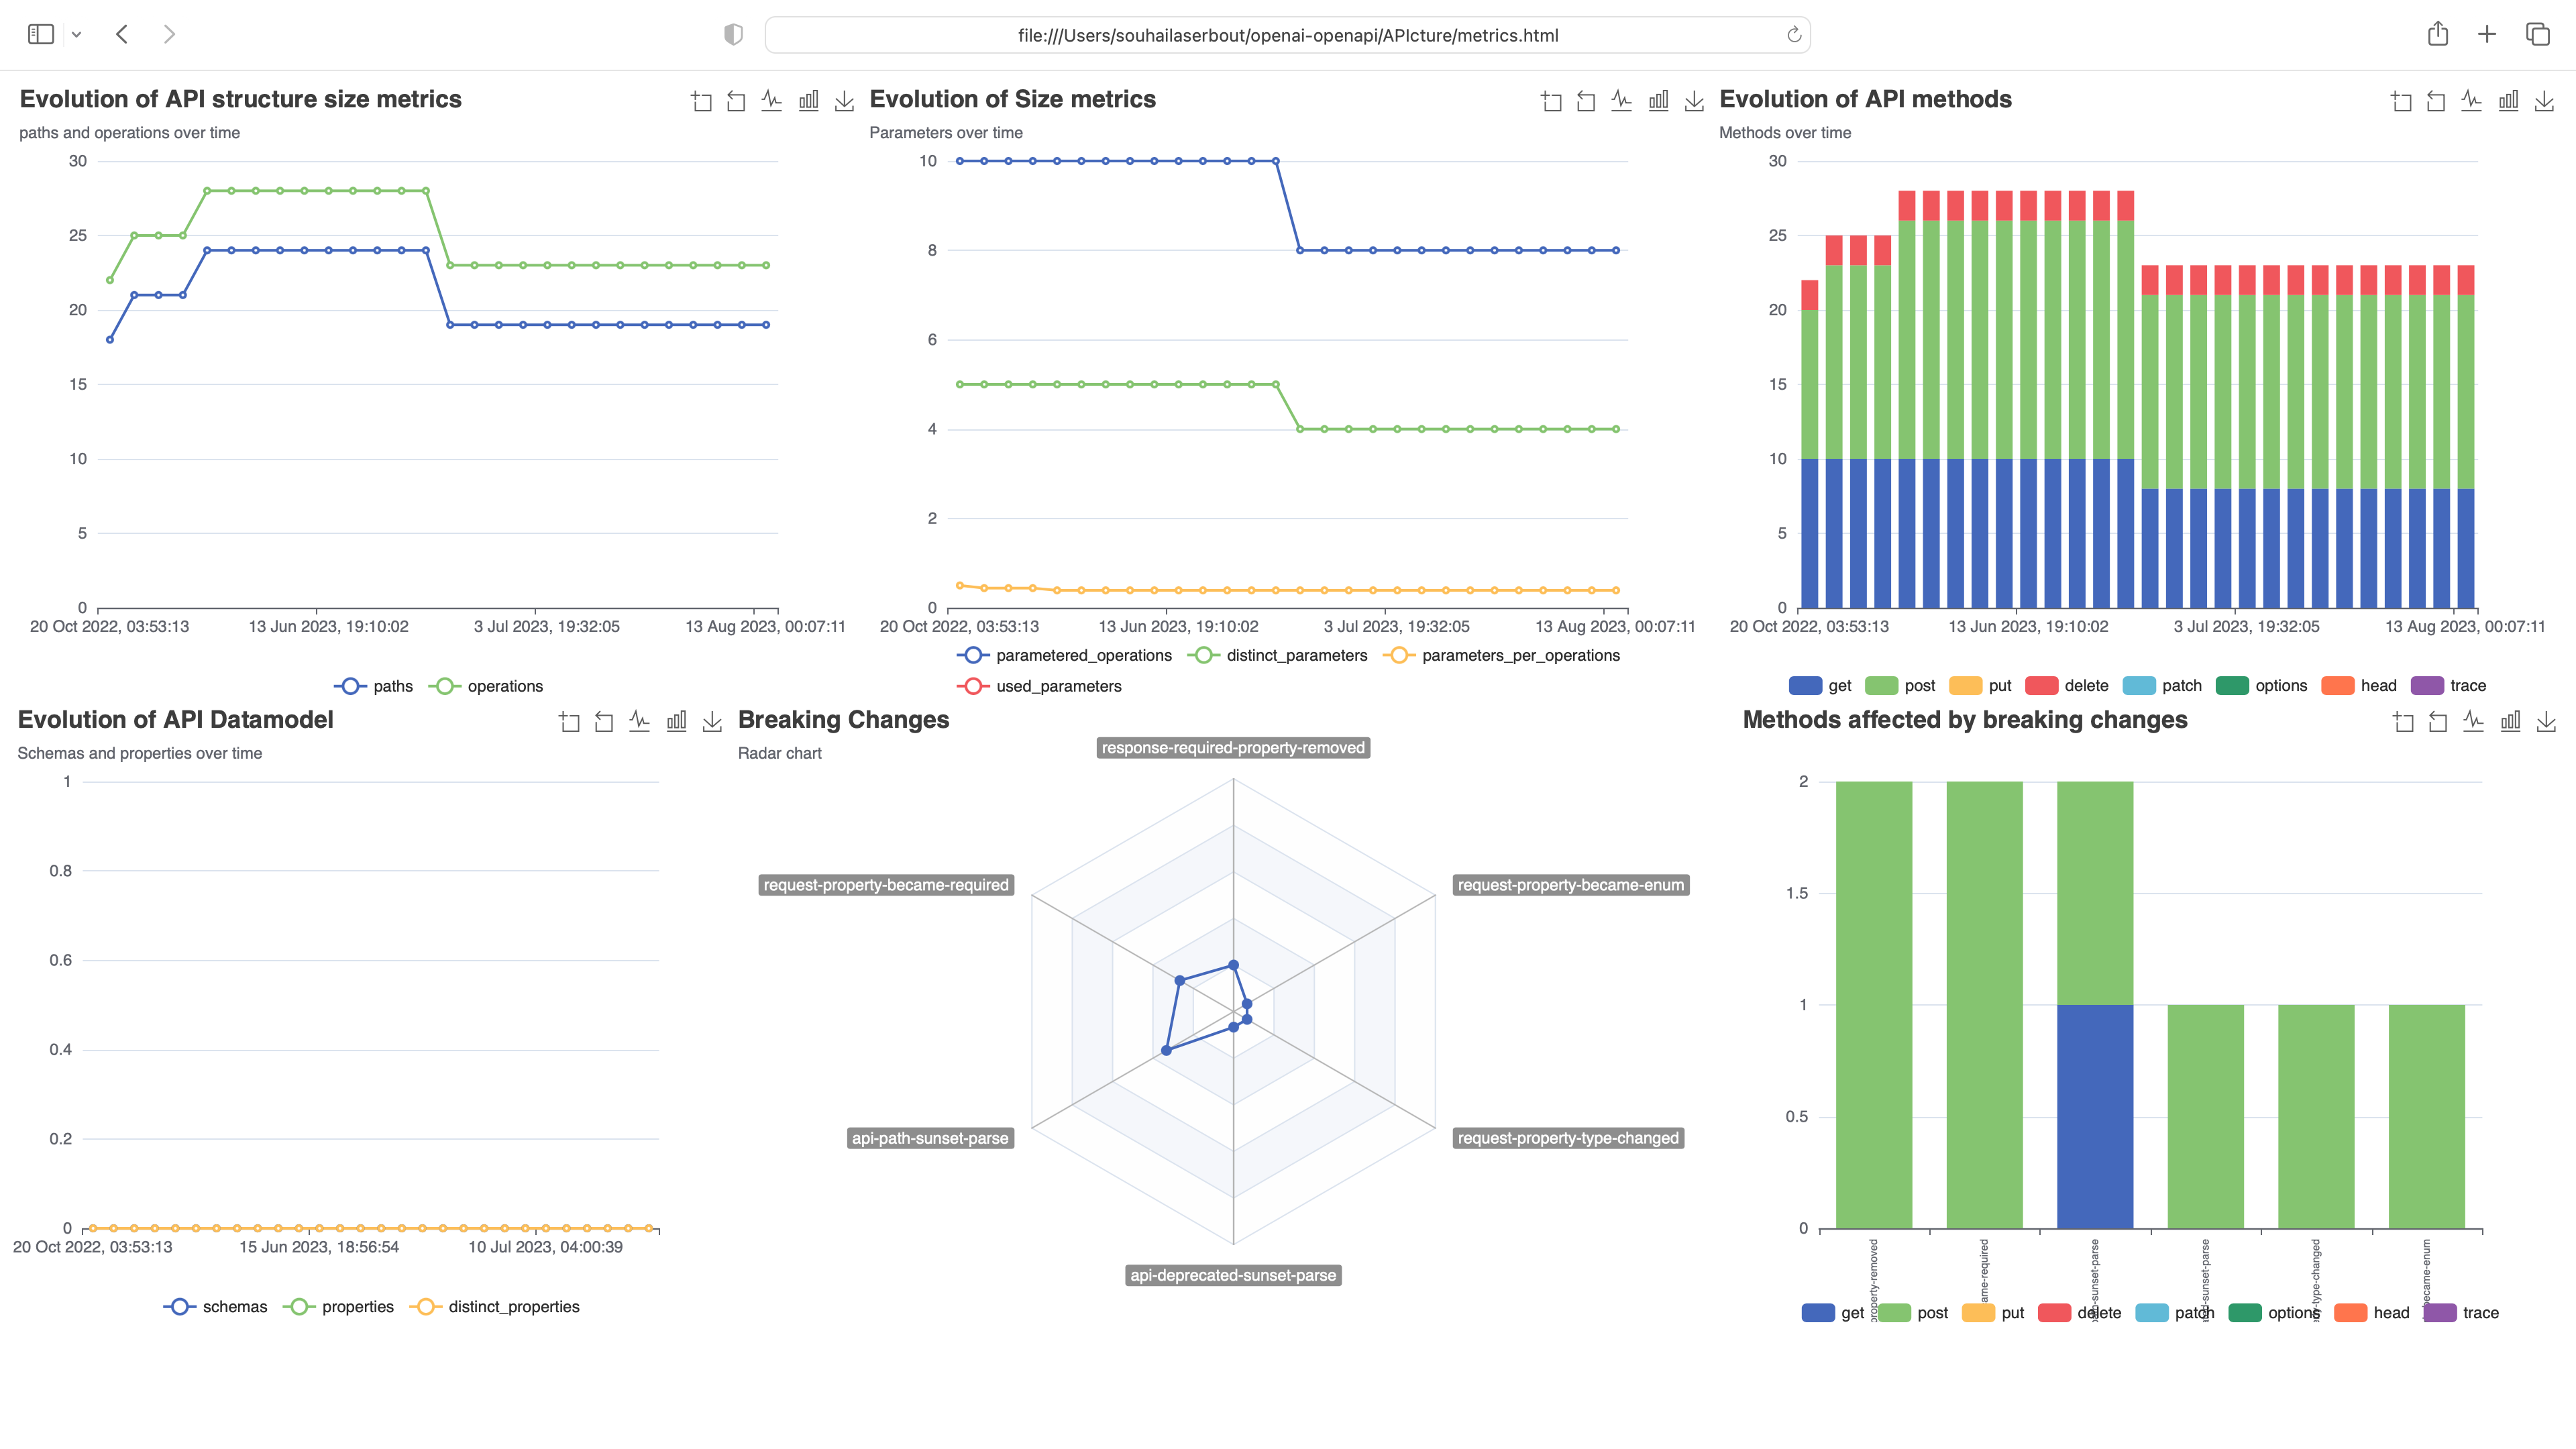 file:///Users/souhailaserbout/openai-openapi/APIcture/metrics.html
Evolution of API structure size metrics
paths and operations over time
30
25
20
15
10
5
0
20 Oct 2022, 03:53:13
13 Jun 2023, 19:10:02
3 Jul 2023, 19:32:05
13 Aug 2023, 00:07:11
paths
operations
Evolution of Size metrics
Parameters over time
10
8
6
4
2
0
20 Oct 2022, 03:53:13
13 Jun 2023, 19:10:02
3 Jul 2023, 19:32:05
13 Aug 2023, 00:07:11
parametered_operations
distinct_parameters
parameters_per_operations
used_parameters
Evolution of API methods
Methods over time
30
25
20
15
10
5
0
20 Oct 2022, 03:53:13
13 Jun 2023, 19:10:02
3 Jul 2023, 19:32:05
13 Aug 2023, 00:07:11
get
post
put
delete
patch
options
head
trace
Evolution of API Datamodel
Schemas and properties over time
1
0.8
0.6
0.4
0.2
0
20 Oct 2022, 03:53:13
15 Jun 2023, 18:56:54
10 Jul 2023, 04:00:39
schemas
properties
distinct_properties
Breaking Changes
Radar chart
response-required-property-removed
request-property-became-required
request-property-became-enum
api-path-sunset-parse
request-property-type-changed
api-deprecated-sunset-parse
Methods affected by breaking changes
2
1.5
1
0.5
0
property-removed
ame-required
-sunset-parse
-sunset-parse
-type-changed
became-enum
get
post
put
delete
patch
options
head
trace